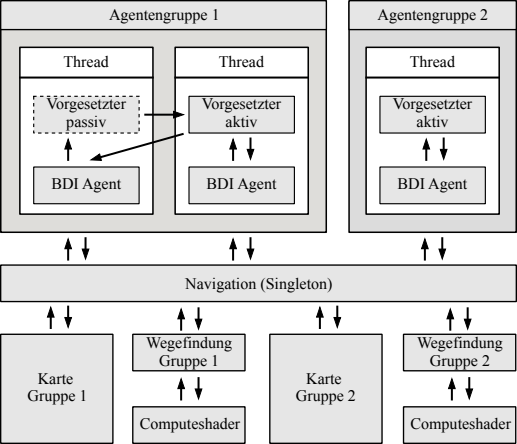 Agentengruppe 1
Agentengruppe 2
Thread
Thread
Thread
Vorgesetzter
passiv
Vorgesetzter
aktiv
Vorgesetzter
aktiv
BDI Agent
BDI Agent
BDI Agent
Navigation (Singleton)
Karte
Gruppe 1
Wegefindung
Gruppe 1
Karte
Gruppe 2
Wegefindung
Gruppe 2
Computeshader
Computeshader